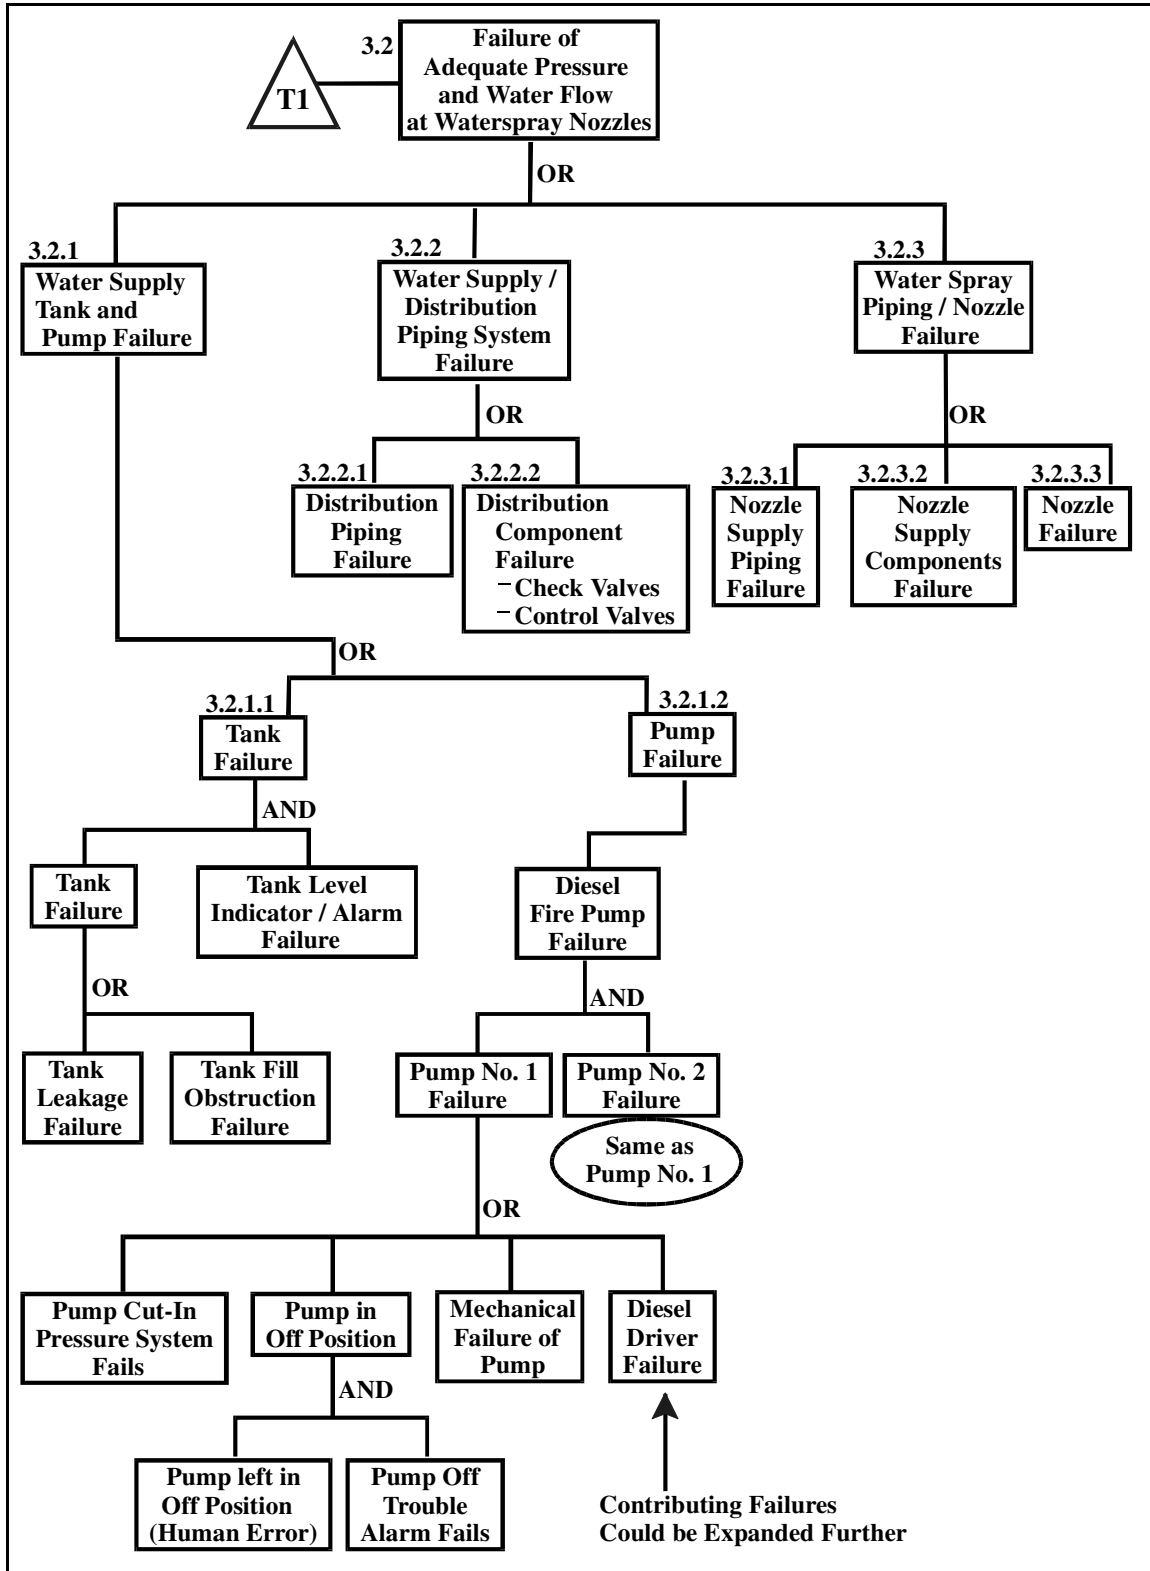 3.2
Failure of
Adequate Pressure
and Water Flow
at Waterspray Nozzles
T1
OR
3.2.1
Water Supply
Tank and
Pump Failure
3.2.2
Water Supply /
Distribution
Piping System
Failure
3.2.3
Water Spray
Piping / Nozzle
Failure
OR
OR
3.2.2.1
Distribution
Piping
Failure
3.2.2.2
Distribution
Component
Failure
– Check Valves
– Control Valves
3.2.3.1
Nozzle
Supply
Piping
Failure
3.2.3.2
Nozzle
Supply
Components
Failure
3.2.3.3
Nozzle
Failure
OR
3.2.1.1
Tank
Failure
3.2.1.2
Pump
Failure
AND
Tank
Failure
Tank Level
Indicator / Alarm
Failure
Diesel
Fire Pump
Failure
OR
AND
Tank
Leakage
Failure
Tank Fill
Obstruction
Failure
Pump No. 1
Failure
Pump No. 2
Failure
Same as
Pump No. 1
OR
Pump Cut-In
Pressure System
Fails
Pump in
Off Position
Mechanical
Failure of
Pump
Diesel
Driver
Failure
AND
Pump left in
Off Position
(Human Error)
Pump Off
Trouble
Alarm Fails
Contributing Failures
Could be Expanded Further